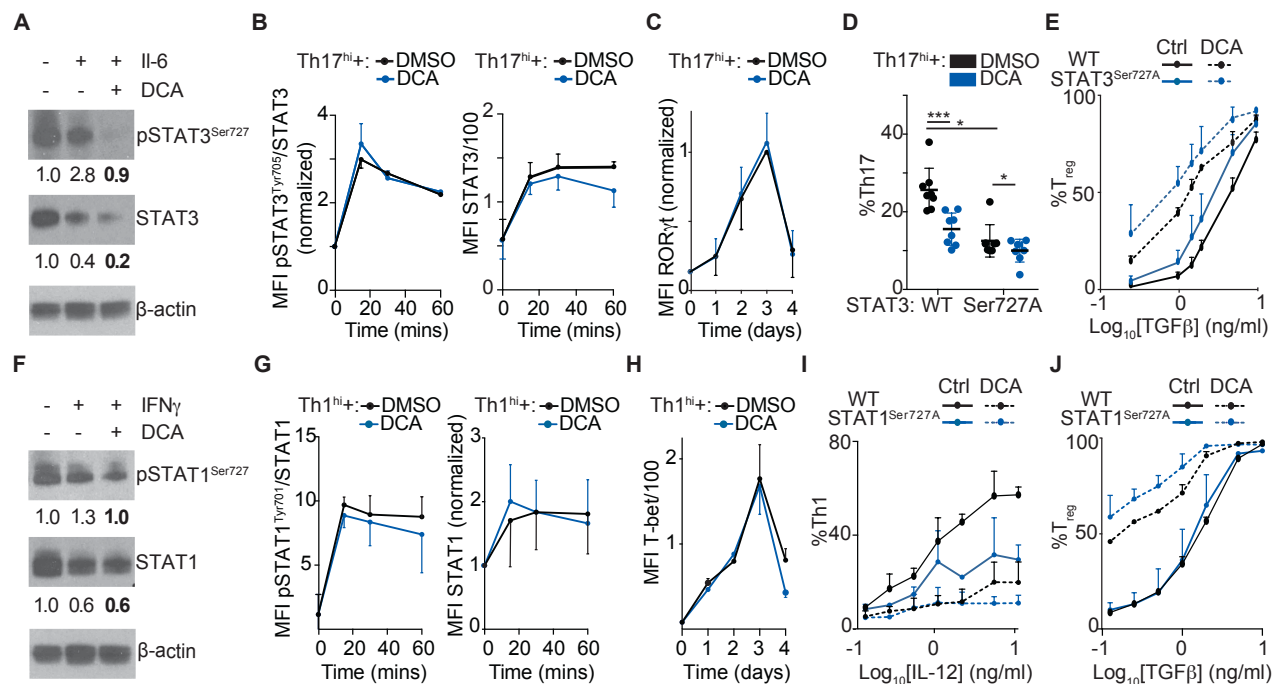 A
- + + Il-6
- - + DCA
pSTAT3Ser727
1.0 2.8 0.9
STAT3
1.0 0.4 0.2
β-actin
B
Th17hi+: DMSO
DCA
MFI pSTAT3Tyr705/STAT3
(normalized)
4
2
0
0 20 40 60
Time (mins)
Th17hi+: DMSO
DCA
MFI STAT3/100
2
1
0
0 20 40 60
Time (mins)
C
Th17hi+: DMSO
DCA
MFI RORγt (normalized)
1
0
0 1 2 3 4
Time (days)
D
Th17hi+: DMSO
DCA
%Th17
40
20
0
***
*
*
STAT3: WT Ser727A
E
Ctrl DCA
WT
STAT3Ser727A
%Treg
100
0
-1 0 1
Log10[TGFβ] (ng/ml)
F
- + + IFNγ
- - + DCA
pSTAT1Ser727
1.0 1.3 1.0
STAT1
1.0 0.6 0.6
β-actin
G
Th1hi+: DMSO
DCA
MFI pSTAT1Tyr701/STAT1
15
10
5
0 20 40 60
Time (mins)
Th1hi+: DMSO
DCA
MFI STAT1 (normalized)
3
2
1
0
0 20 40 60
Time (mins)
H
Th1hi+: DMSO
DCA
MFI T-bet/100
2
1
0 1 2 3 4
Time (days)
I
Ctrl DCA
WT
STAT1Ser727A
%Th1
80
40
0
-1 0 1
Log10[IL-12] (ng/ml)
J
Ctrl DCA
WT
STAT1Ser727A
%Treg
100
50
0
0 1
Log10[TGFβ] (ng/ml)